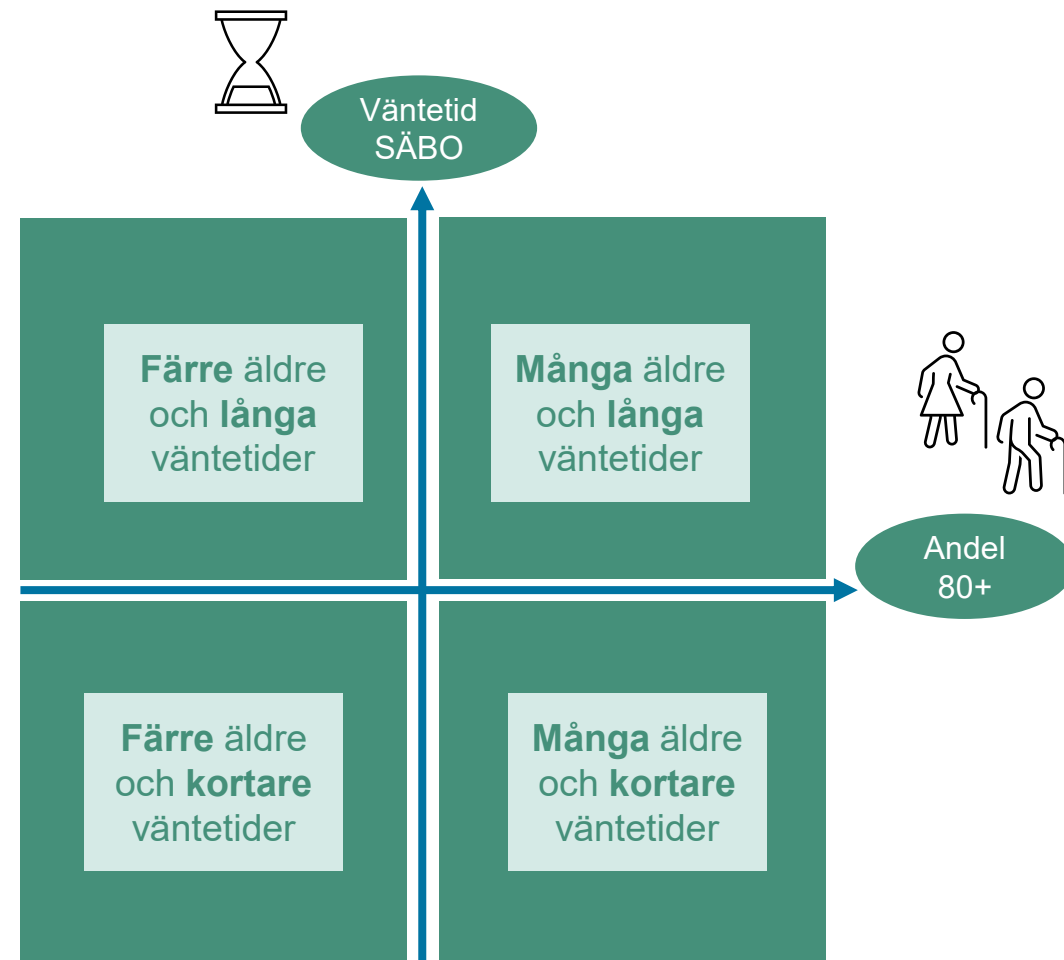 Väntetid
SÄBO
Färre äldre
och långa
väntetider
Många äldre
och långa
väntetider
Andel
80+
Färre äldre
och kortare
väntetider
Många äldre
och kortare
väntetider